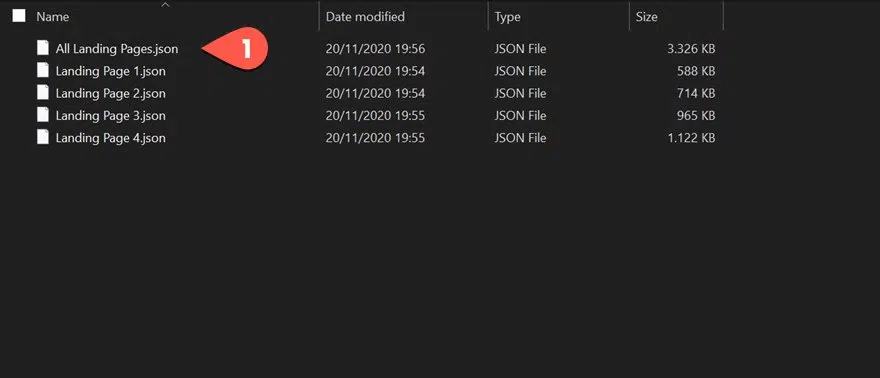 Name Date modified Type Size
All Landing Pages.json 1 20/11/2020 19:56 JSON File 3.326 KB
Landing Page 1.json 20/11/2020 19:54 JSON File 588 KB
Landing Page 2.json 20/11/2020 19:54 JSON File 714 KB
Landing Page 3.json 20/11/2020 19:55 JSON File 965 KB
Landing Page 4.json 20/11/2020 19:55 JSON File 1.122 KB